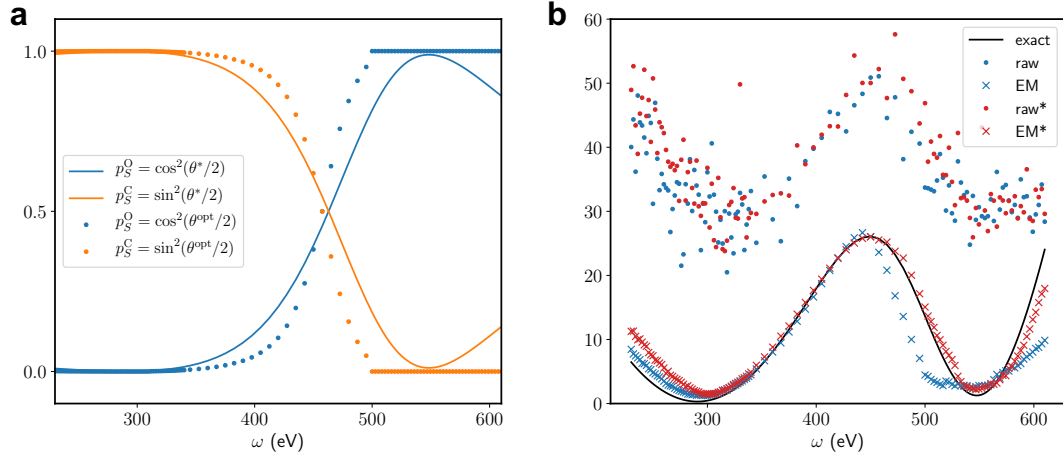 a
1.0
0.5
0.0
p_S^O = cos²(θ*/2)
p_S^C = sin²(θ*/2)
p_S^O = cos²(θ^opt/2)
p_S^C = sin²(θ^opt/2)
300 400 500 600
ω (eV)
b
60
50
40
30
20
10
0
exact
raw
EM
raw*
EM*
300 400 500 600
ω (eV)